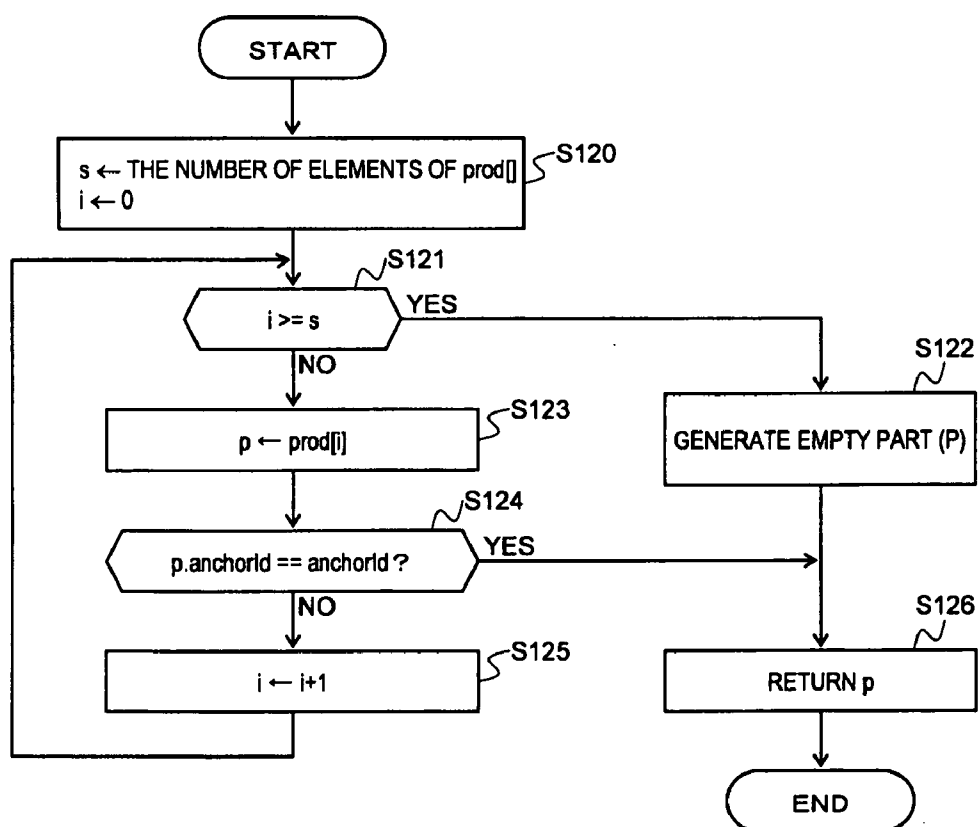 START
s ← THE NUMBER OF ELEMENTS OF prod[]
i ← 0
S120
S121
i >= s
YES
NO
S122
GENERATE EMPTY PART (P)
S123
p ← prod[i]
S124
p.anchorId == anchorId ?
YES
NO
S125
i ← i+1
S126
RETURN p
END